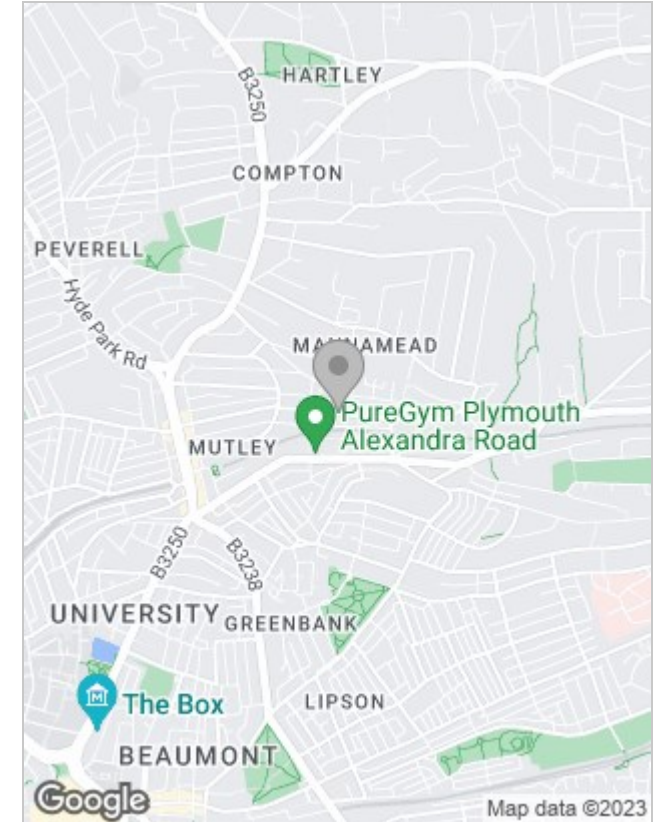 HARTLEY
B3250
COMPTON
PEVERELL
Hyde Park Rd
MANNAMEAD
PureGym Plymouth
Alexandra Road
MUTLEY
B3250
B3238
UNIVERSITY
GREENBANK
The Box
LIPSON
BEAUMONT
Google
Map data ©2023